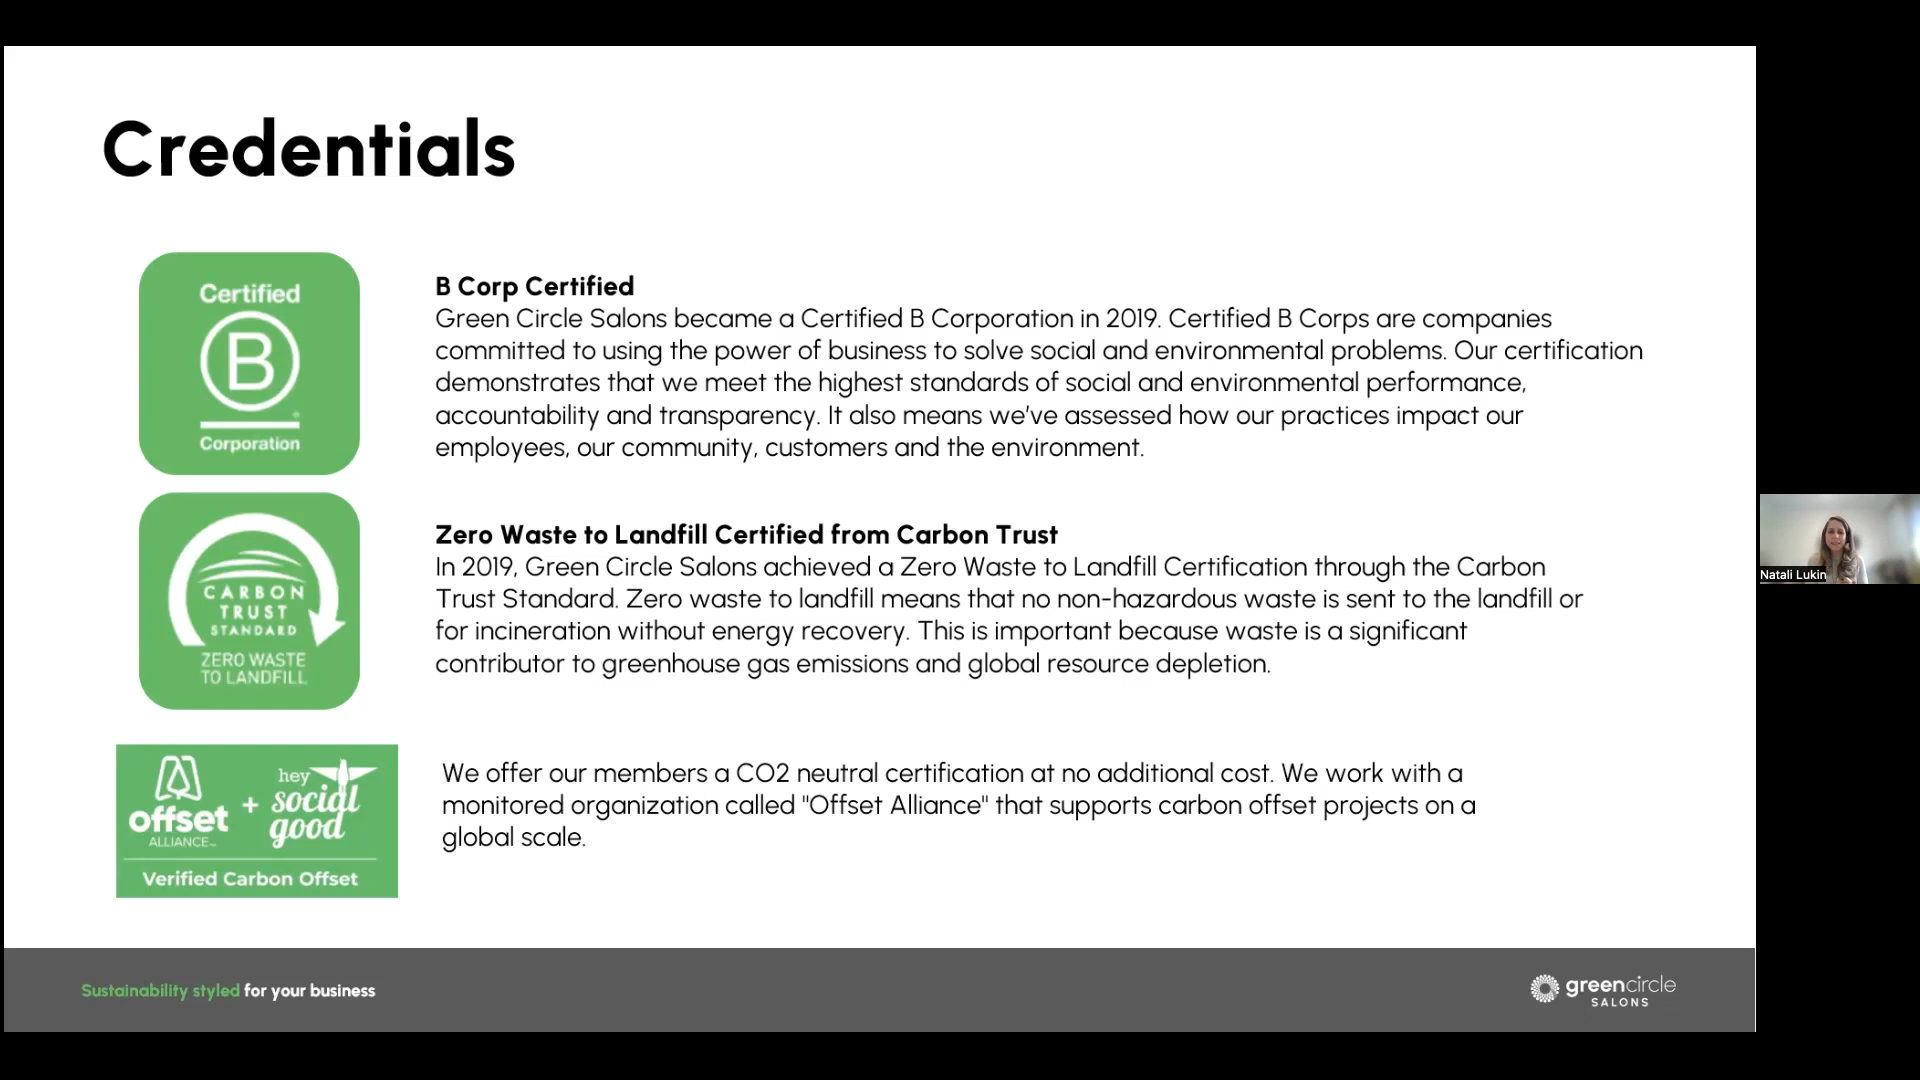 Credentials
Certified
B
®
Corporation
B Corp Certified
Green Circle Salons became a Certified B Corporation in 2019. Certified B Corps are companies
committed to using the power of business to solve social and environmental problems. Our certification
demonstrates that we meet the highest standards of social and environmental performance,
accountability and transparency. It also means we've assessed how our practices impact our
employees, our community, customers and the environment.
CARBON
TRUST
STANDARD
ZERO WASTE
TO LANDFILL
Zero Waste to Landfill Certified from Carbon Trust
In 2019, Green Circle Salons achieved a Zero Waste to Landfill Certification through the Carbon
Trust Standard. Zero waste to landfill means that no non-hazardous waste is sent to the landfill or
for incineration without energy recovery. This is important because waste is a significant
contributor to greenhouse gas emissions and global resource depletion.
offset
ALLIANCE™
+
hey
social
good
Verified Carbon Offset
We offer our members a CO2 neutral certification at no additional cost. We work with a
monitored organization called "Offset Alliance" that supports carbon offset projects on a
global scale.
Natali Lukin
Sustainability styled for your business
greencircle
SALONS